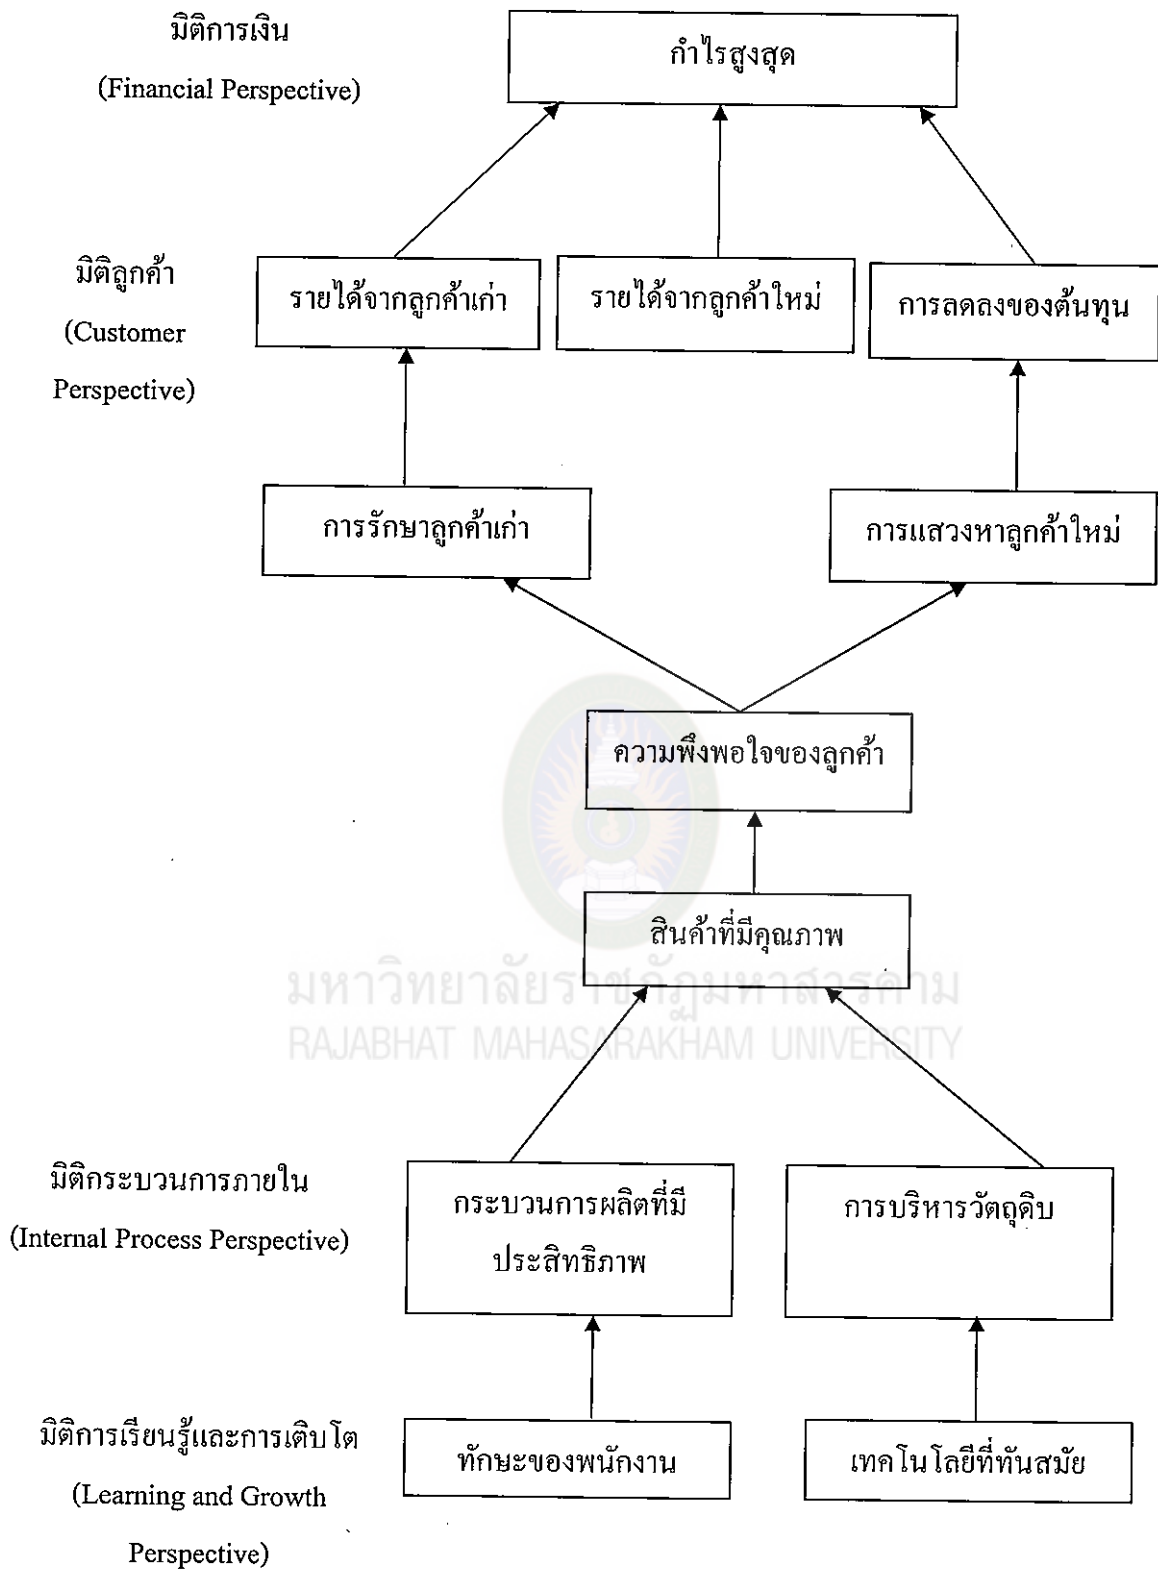 มิติการเงิน
(Financial Perspective)
กำไรสูงสุด
มิติลูกค้า
(Customer
Perspective)
รายได้จากลูกค้าเก่า
รายได้จากลูกค้าใหม่
การลดลงของต้นทุน
การรักษาลูกค้าเก่า
การแสวงหาลูกค้าใหม่
ความพึงพอใจของลูกค้า
สินค้าที่มีคุณภาพ
มหาวิทยาลัยราชภัฏมหาสารคาม
RAJABHAT MAHASARAKHAM UNIVERSITY
มิติกระบวนการภายใน
(Internal Process Perspective)
กระบวนการผลิตที่มี
ประสิทธิภาพ
การบริหารวัตถุดิบ
มิติการเรียนรู้และการเติบโต
(Learning and Growth
Perspective)
ทักษะของพนักงาน
เทคโนโลยีที่ทันสมัย